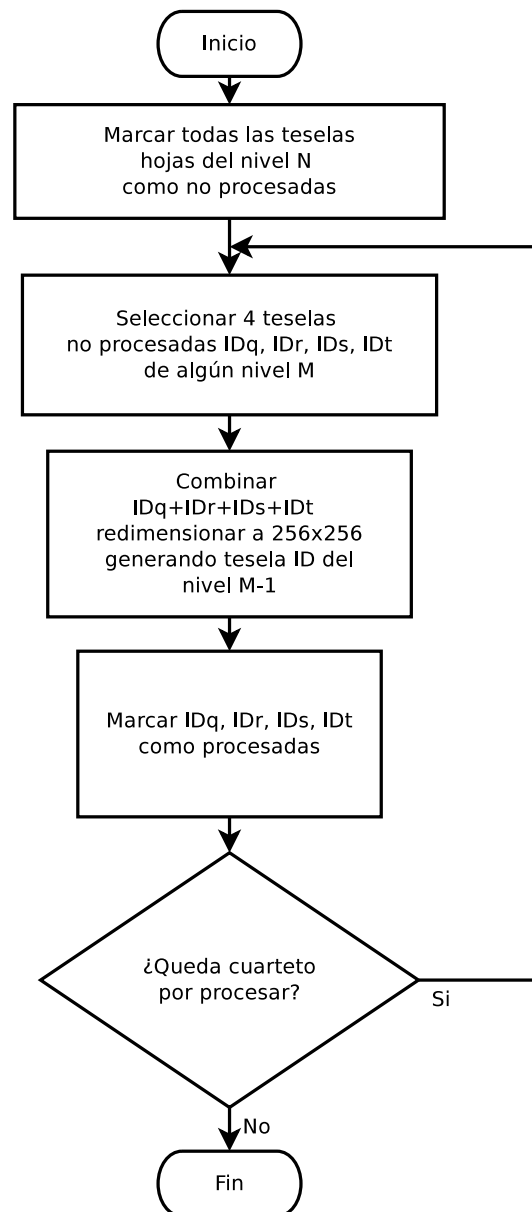 Inicio
Marcar todas las teselas
hojas del nivel N
como no procesadas
Seleccionar 4 teselas
no procesadas IDq, IDr, IDs, IDt
de algún nivel M
Combinar
IDq+IDr+IDs+IDt
redimensionar a 256x256
generando tesela ID del
nivel M-1
Marcar IDq, IDr, IDs, IDt
como procesadas
¿Queda cuarteto
por procesar?
Si
No
Fin